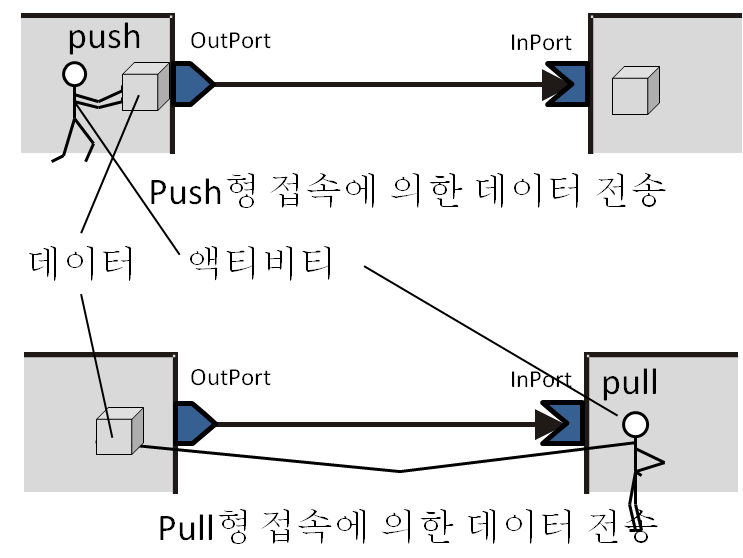 push
OutPort
InPort
Push형 접속에 의한 데이터 전송
데이터
액티비티
OutPort
InPort
pull
Pull형 접속에 의한 데이터 전송